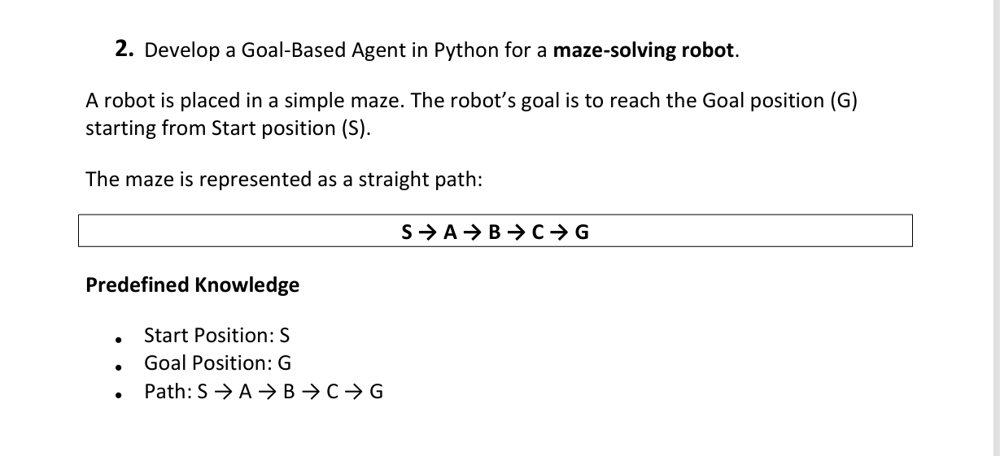 2. Develop a Goal-Based Agent in Python for a maze-solving robot.
A robot is placed in a simple maze. The robot’s goal is to reach the Goal position (G)
starting from Start position (S).
The maze is represented as a straight path:
S → A → B → C → G
Predefined Knowledge
• Start Position: S
• Goal Position: G
• Path: S → A → B → C → G